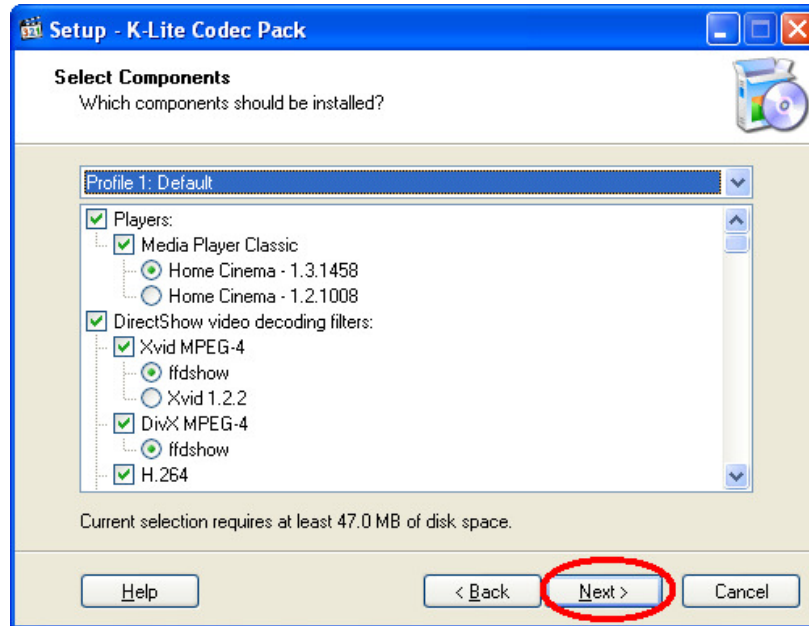 Setup - K-Lite Codec Pack
Select Components
Which components should be installed?
Profile 1: Default
Players:
Media Player Classic
Home Cinema - 1.3.1458
Home Cinema - 1.2.1008
DirectShow video decoding filters:
Xvid MPEG-4
ffdshow
Xvid 1.2.2
DivX MPEG-4
ffdshow
H.264
Current selection requires at least 47.0 MB of disk space.
Help
< Back
Next >
Cancel